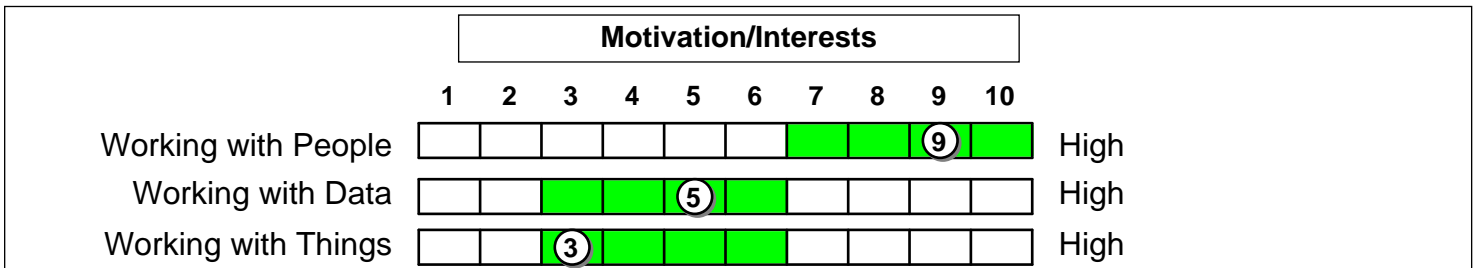 Motivation/Interests
1 2 3 4 5 6 7 8 9 10
Working with People 9 High
Working with Data 5 High
Working with Things 3 High